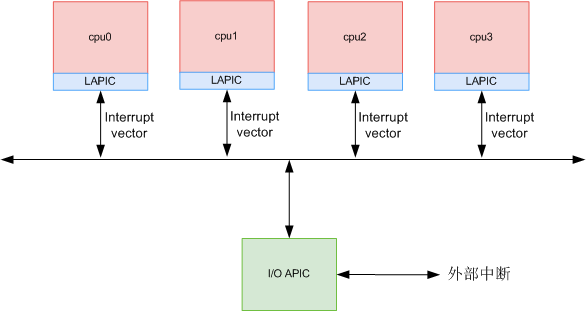 cpu0
cpu1
cpu2
cpu3
LAPIC
LAPIC
LAPIC
LAPIC
Interrupt
vector
Interrupt
vector
Interrupt
vector
Interrupt
vector
I/O APIC
外部中断